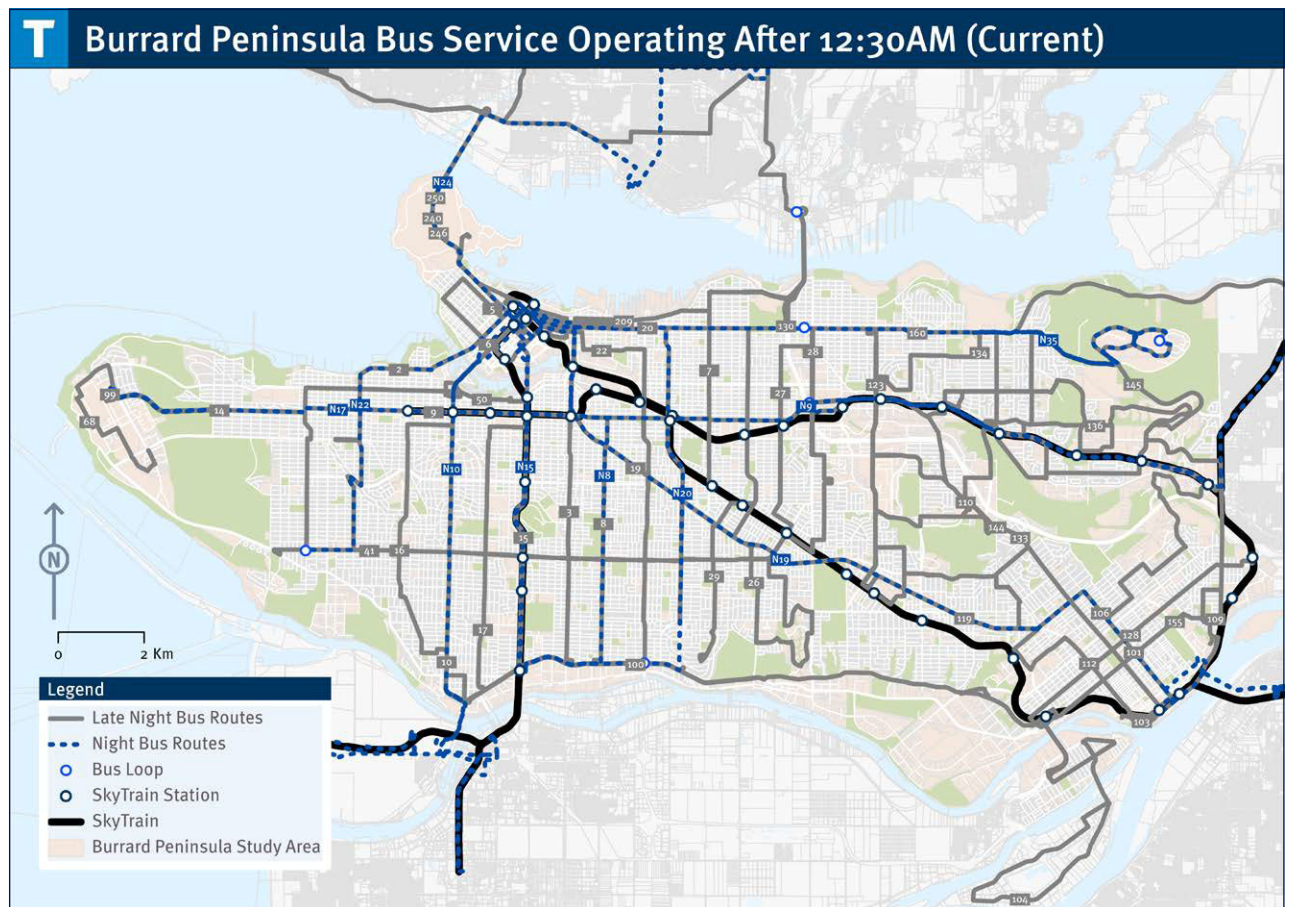 T Burrard Peninsula Bus Service Operating After 12:30AM (Current)
N24
250
240
246
5
209
20
130
160
N35
6
22
28
134
2
7
123
145
99
50
27
14
N17
N22
9
N9
68
136
N10
N15
N8
19
N20
110
3
8
144
15
133
41
16
N19
29
26
119
106
17
155
109
128
10
100
112
101
103
104
N
0 2 Km
Legend
Late Night Bus Routes
Night Bus Routes
Bus Loop
SkyTrain Station
SkyTrain
Burrard Peninsula Study Area